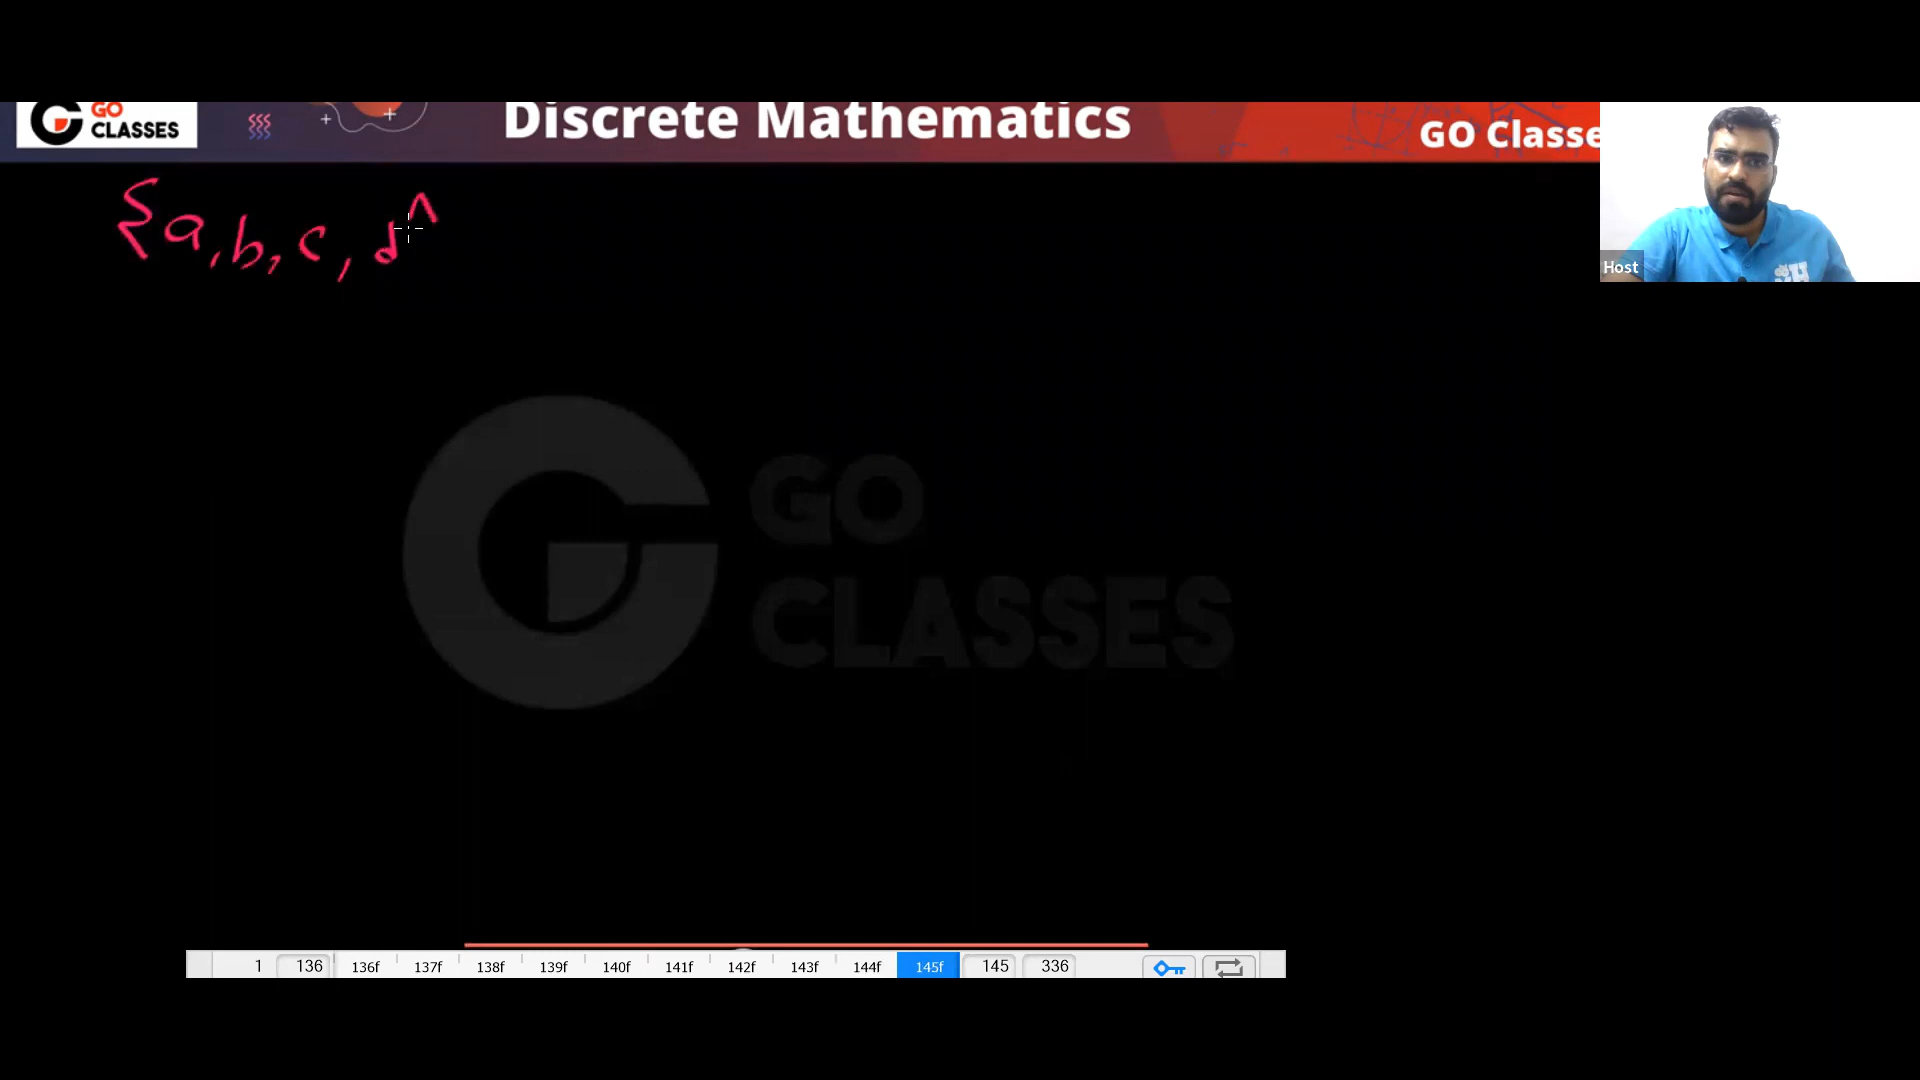 GO
CLASSES
Discrete Mathematics
GO Classe
Host
{a, b, c, d
GO
CLASSES
1 136 136f 137f 138f 139f 140f 141f 142f 143f 144f 145f 145 336